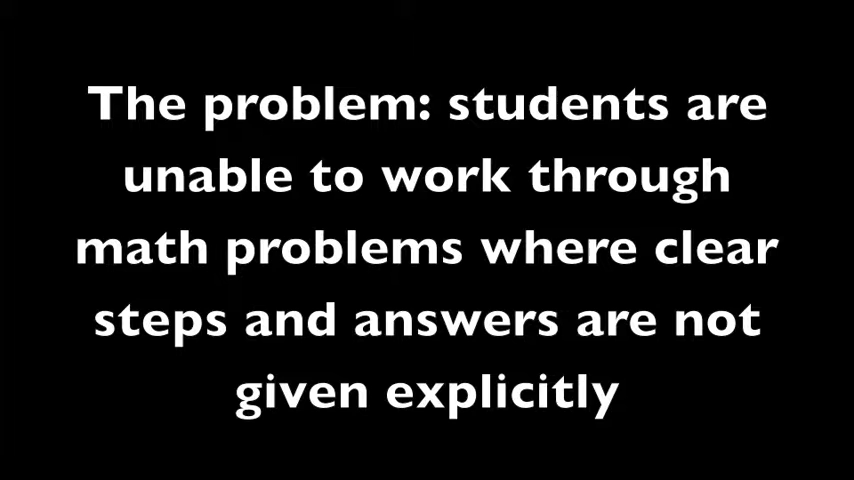 The problem: students are
unable to work through
math problems where clear
steps and answers are not
given explicitly